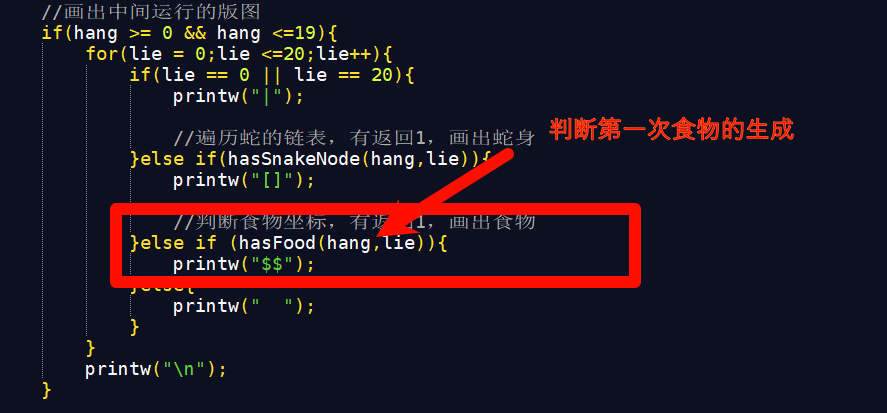 //画出中间运行的版图
if(hang >= 0 && hang <=19){
for(lie = 0;lie <=20;lie++){
if(lie == 0 || lie == 20){
printw("|");
//遍历蛇的链表，有返回1，画出蛇身
判断第一次食物的生成
}else if(hasSnakeNode(hang,lie)){
printw("[]");
//判断食物坐标，有返回1，画出食物
}else if (hasFood(hang,lie)){
printw("$$");
}else{
printw("  ");
}
}
printw("\n");
}